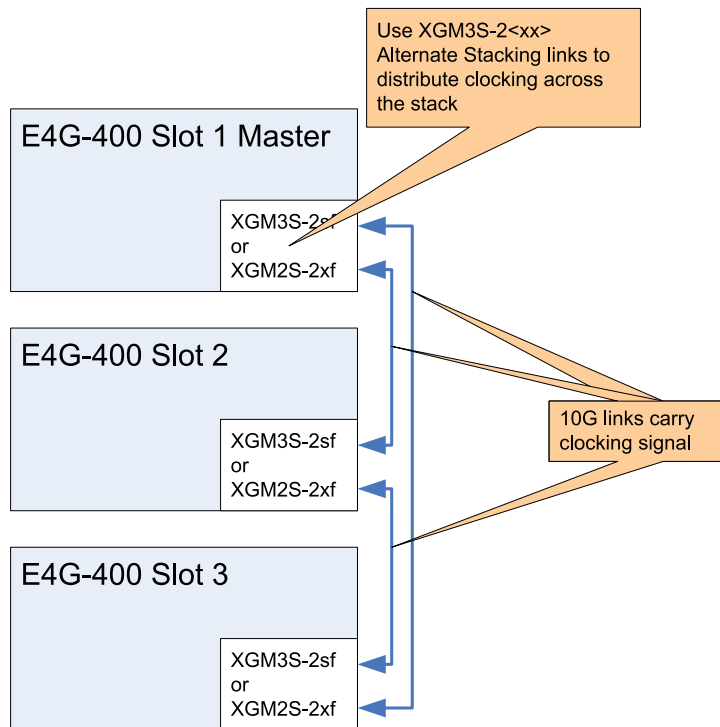 Use XGM3S-2<xx>
Alternate Stacking links to
distribute clocking across
the stack
E4G-400 Slot 1 Master
XGM3S-2sf
or
XGM2S-2xf
E4G-400 Slot 2
XGM3S-2sf
or
XGM2S-2xf
10G links carry
clocking signal
E4G-400 Slot 3
XGM3S-2sf
or
XGM2S-2xf